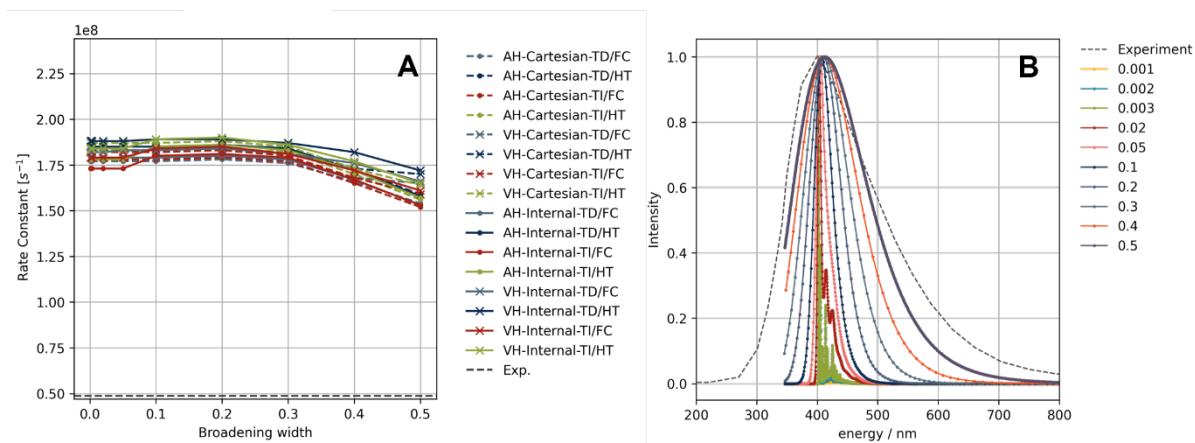 1e8
A
2.25
2.00
1.75
1.50
1.25
1.00
0.75
0.50
Rate Constant [s⁻¹]
0.0 0.1 0.2 0.3 0.4 0.5
Broadening width
AH-Cartesian-TD/FC
AH-Cartesian-TD/HT
AH-Cartesian-TI/FC
AH-Cartesian-TI/HT
VH-Cartesian-TD/FC
VH-Cartesian-TD/HT
VH-Cartesian-TI/FC
VH-Cartesian-TI/HT
AH-Internal-TD/FC
AH-Internal-TD/HT
AH-Internal-TI/FC
AH-Internal-TI/HT
VH-Internal-TD/FC
VH-Internal-TD/HT
VH-Internal-TI/FC
VH-Internal-TI/HT
Exp.
B
1.0
0.8
0.6
0.4
0.2
0.0
Intensity
200 300 400 500 600 700 800
energy / nm
Experiment
0.001
0.002
0.003
0.02
0.05
0.1
0.2
0.3
0.4
0.5